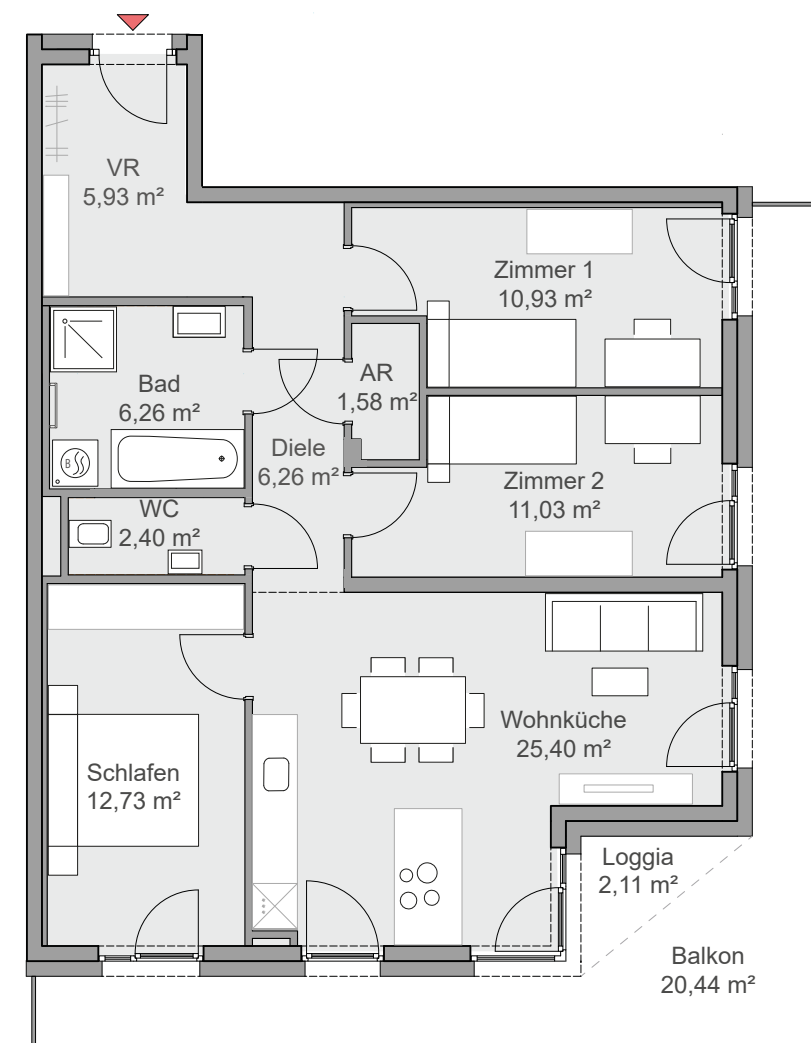 VR
5,93 m²
Zimmer 1
10,93 m²
Bad
6,26 m²
AR
1,58 m²
Diele
6,26 m²
B
Zimmer 2
11,03 m²
WC
2,40 m²
Wohnküche
25,40 m²
Schlafen
12,73 m²
Loggia
2,11 m²
Balkon
20,44 m²